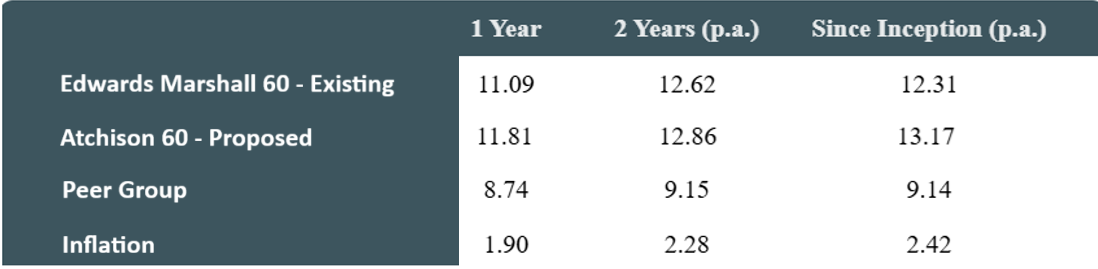 1 Year 2 Years (p.a.) Since Inception (p.a.)
Edwards Marshall 60 - Existing 11.09 12.62 12.31
Atchison 60 - Proposed 11.81 12.86 13.17
Peer Group 8.74 9.15 9.14
Inflation 1.90 2.28 2.42